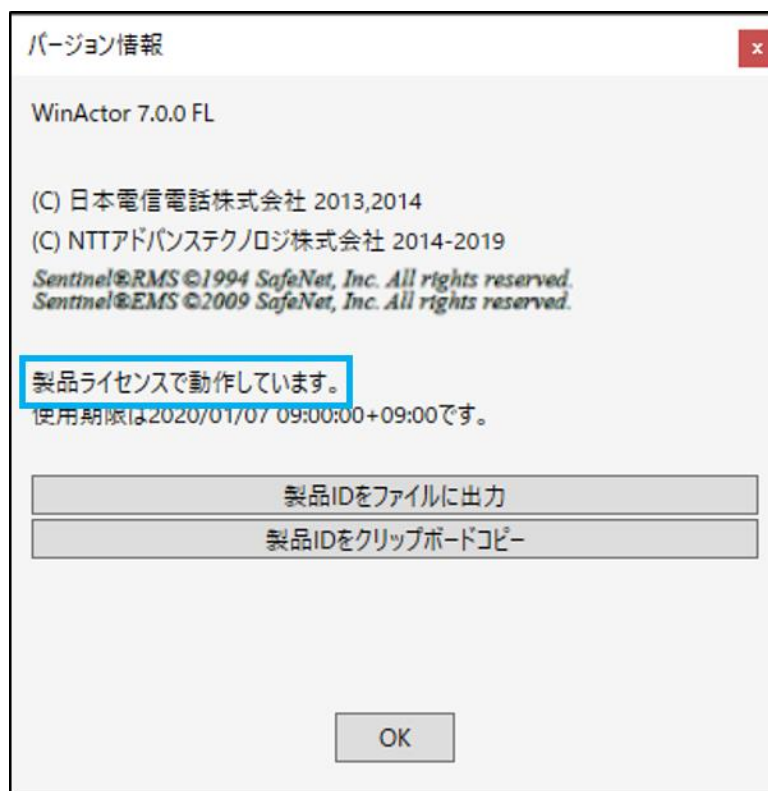 バージョン情報
x
WinActor 7.0.0 FL
(C) 日本電信電話株式会社 2013,2014
(C) NTTアドバンステクノロジ株式会社 2014-2019
Sentinel®RMS ©1994 SafeNet, Inc. All rights reserved.
Sentinel®EMS ©2009 SafeNet, Inc. All rights reserved.
製品ライセンスで動作しています。
使用期限は2020/01/07 09:00:00+09:00です。
製品IDをファイルに出力
製品IDをクリップボードコピー
OK